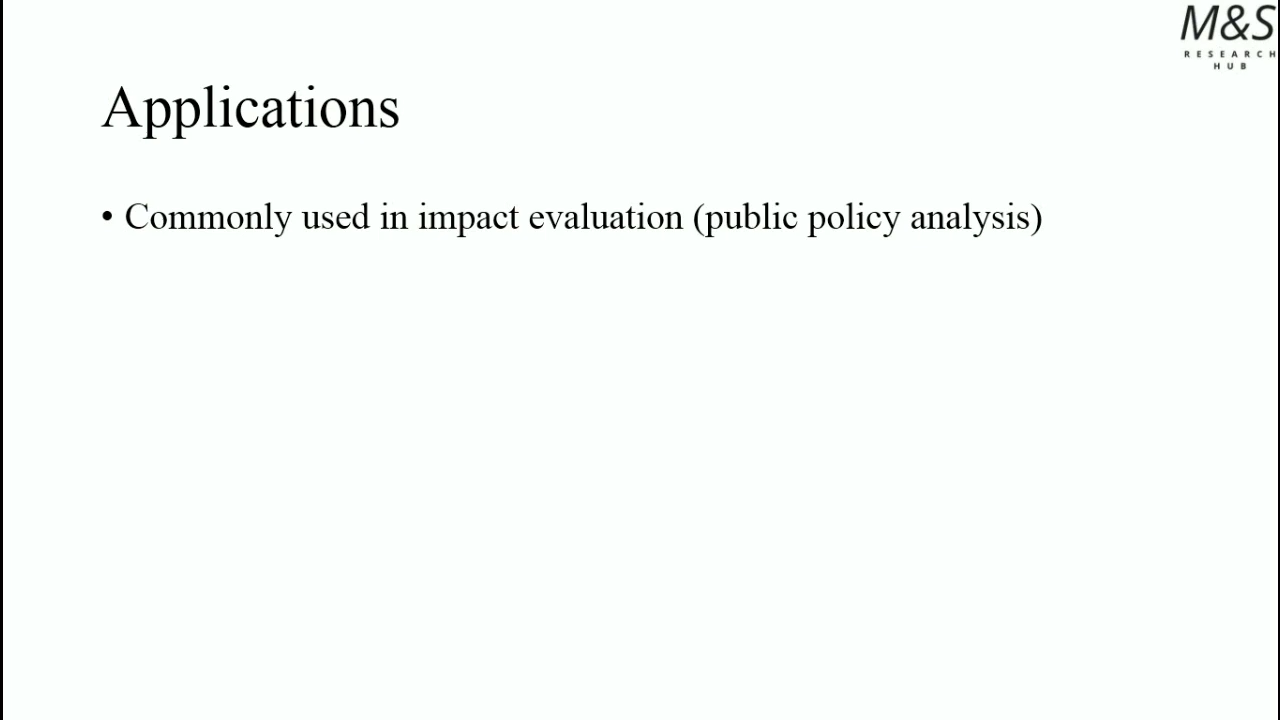 M&S
RESEARCH
HUB
Applications
• Commonly used in impact evaluation (public policy analysis)